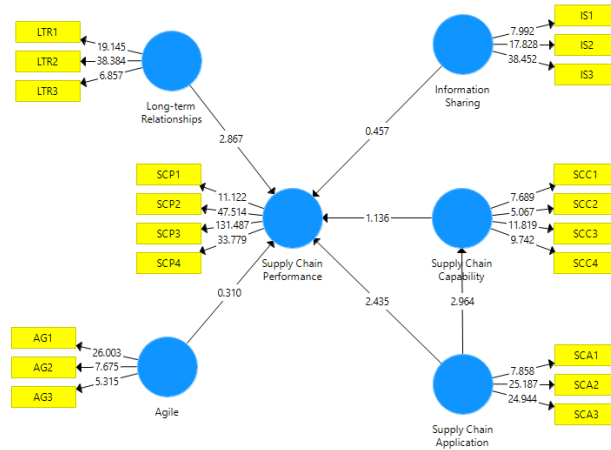 LTR1
LTR2
LTR3
19.145
38.384
6.857
Long-term
Relationships
2.867
7.992
17.828
38.452
IS1
IS2
IS3
Information
Sharing
0.457
SCP1
SCP2
SCP3
SCP4
11.122
47.514
131.487
33.779
Supply Chain
Performance
1.136
7.689
5.067
11.819
9.742
SCC1
SCC2
SCC3
SCC4
Supply Chain
Capability
0.310
2.435
2.964
AG1
AG2
AG3
26.003
7.675
5.315
Agile
7.858
25.187
24.944
SCA1
SCA2
SCA3
Supply Chain
Application